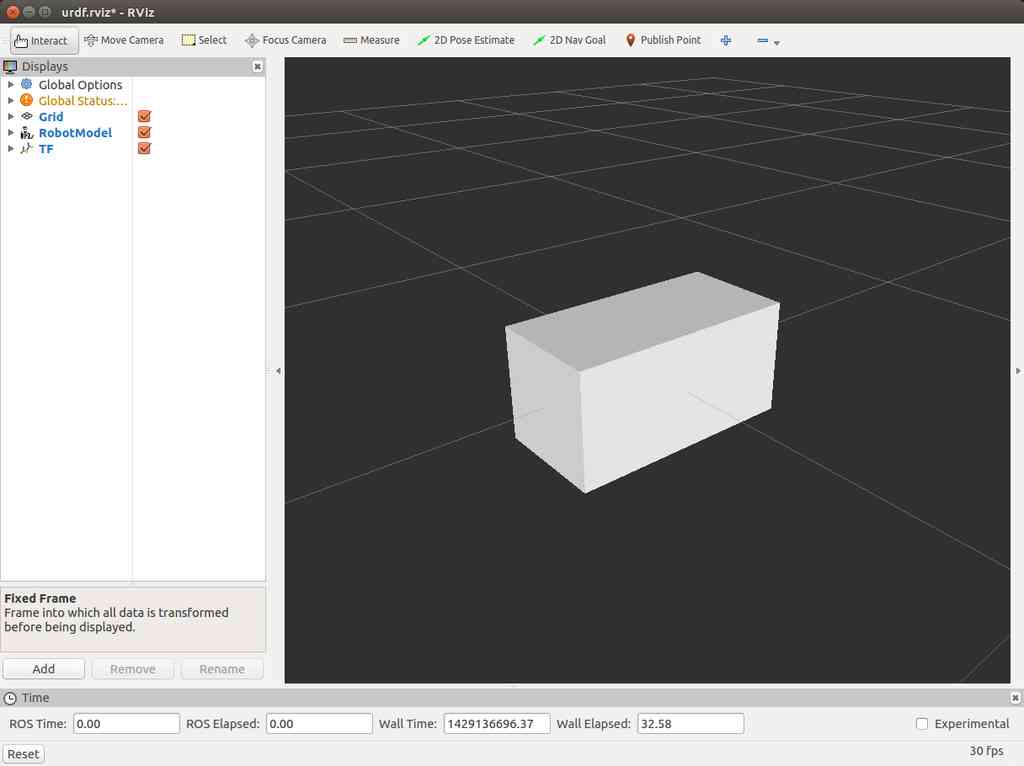 urdf.rviz* - RViz
Interact Move Camera Select Focus Camera Measure 2D Pose Estimate 2D Nav Goal Publish Point
Displays
Global Options
Global Status:...
Grid
RobotModel
TF
Fixed Frame
Frame into which all data is transformed
before being displayed.
Add Remove Rename
Time
ROS Time: 0.00 ROS Elapsed: 0.00 Wall Time: 1429136696.37 Wall Elapsed: 32.58 Experimental
Reset 30 fps